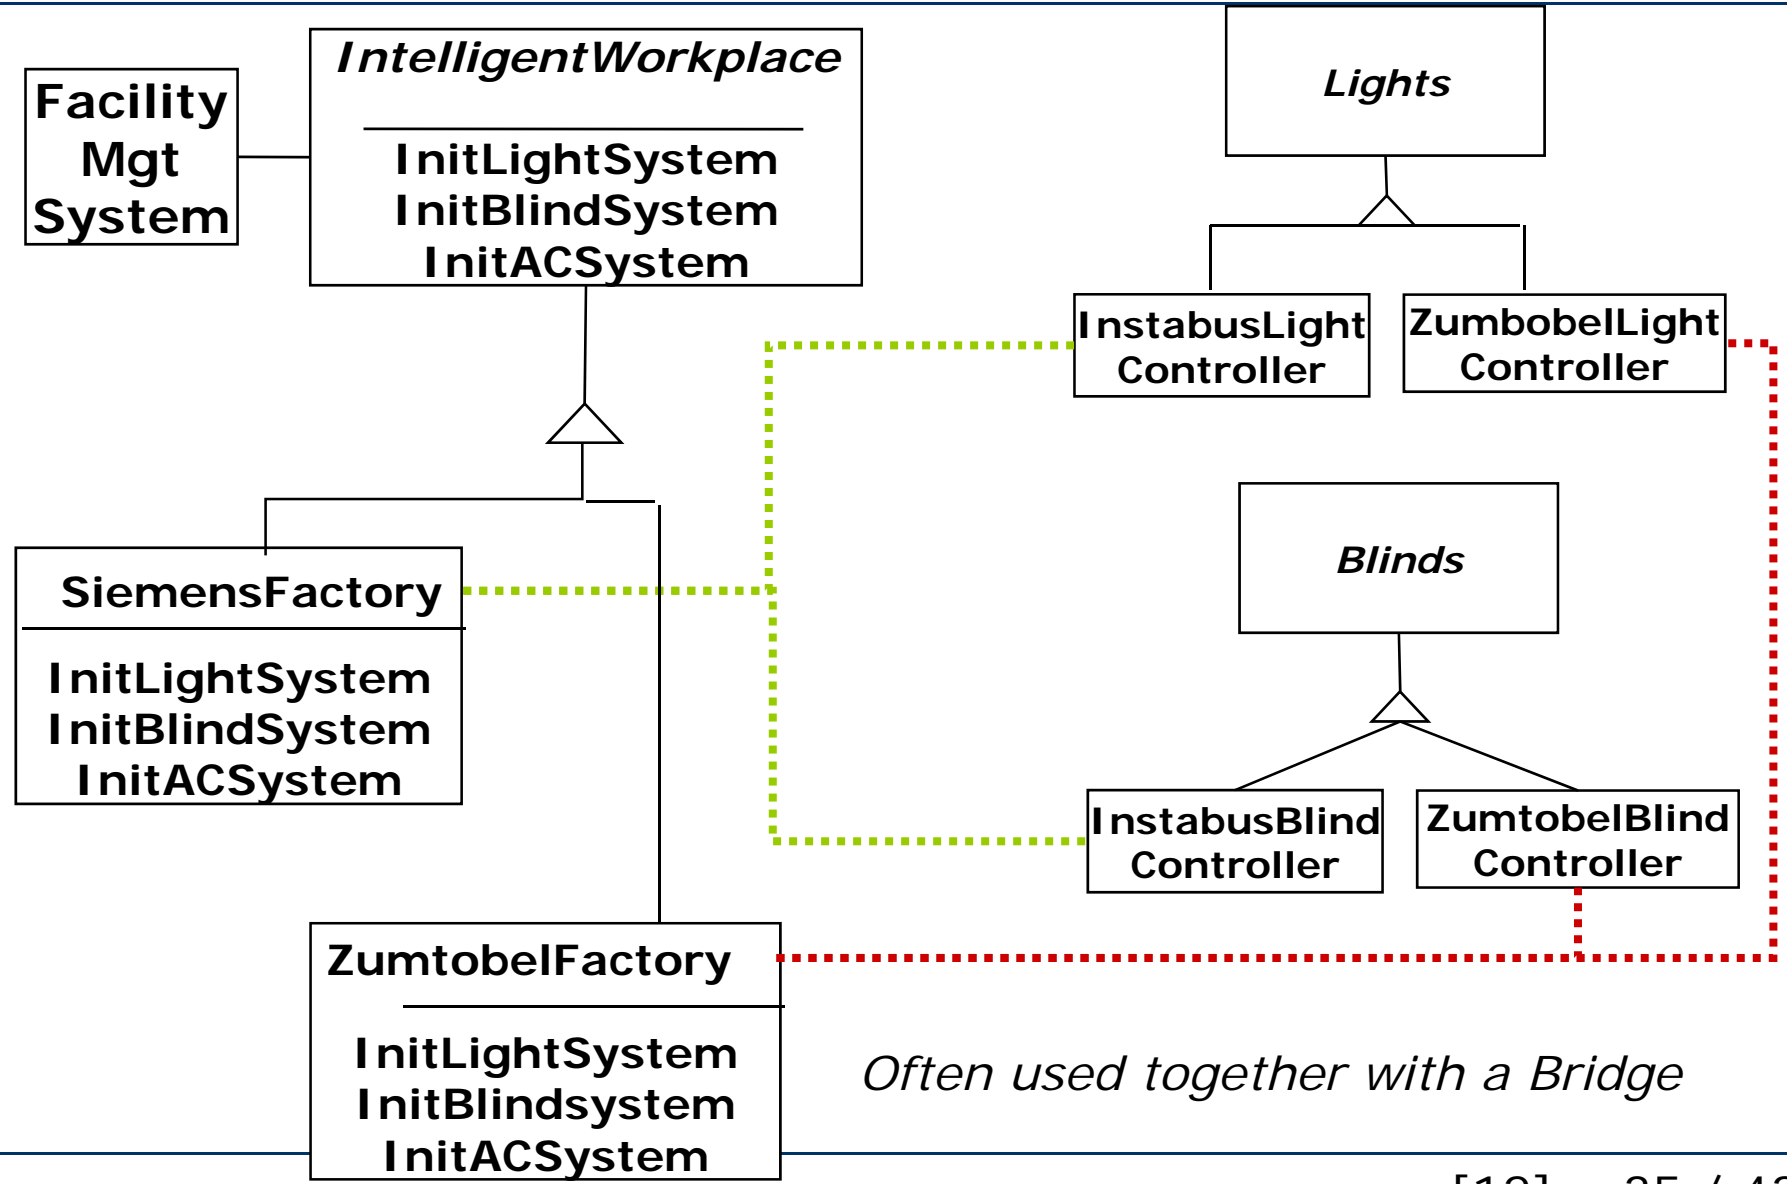 Facility
Mgt
System
IntelligentWorkplace
InitLightSystem
InitBlindSystem
InitACSystem
Lights
InstabusLight
Controller
ZumbobelLight
Controller
SiemensFactory
InitLightSystem
InitBlindSystem
InitACSystem
Blinds
InstabusBlind
Controller
ZumtobelBlind
Controller
ZumtobelFactory
InitLightSystem
InitBlindsystem
InitACSystem
Often used together with a Bridge